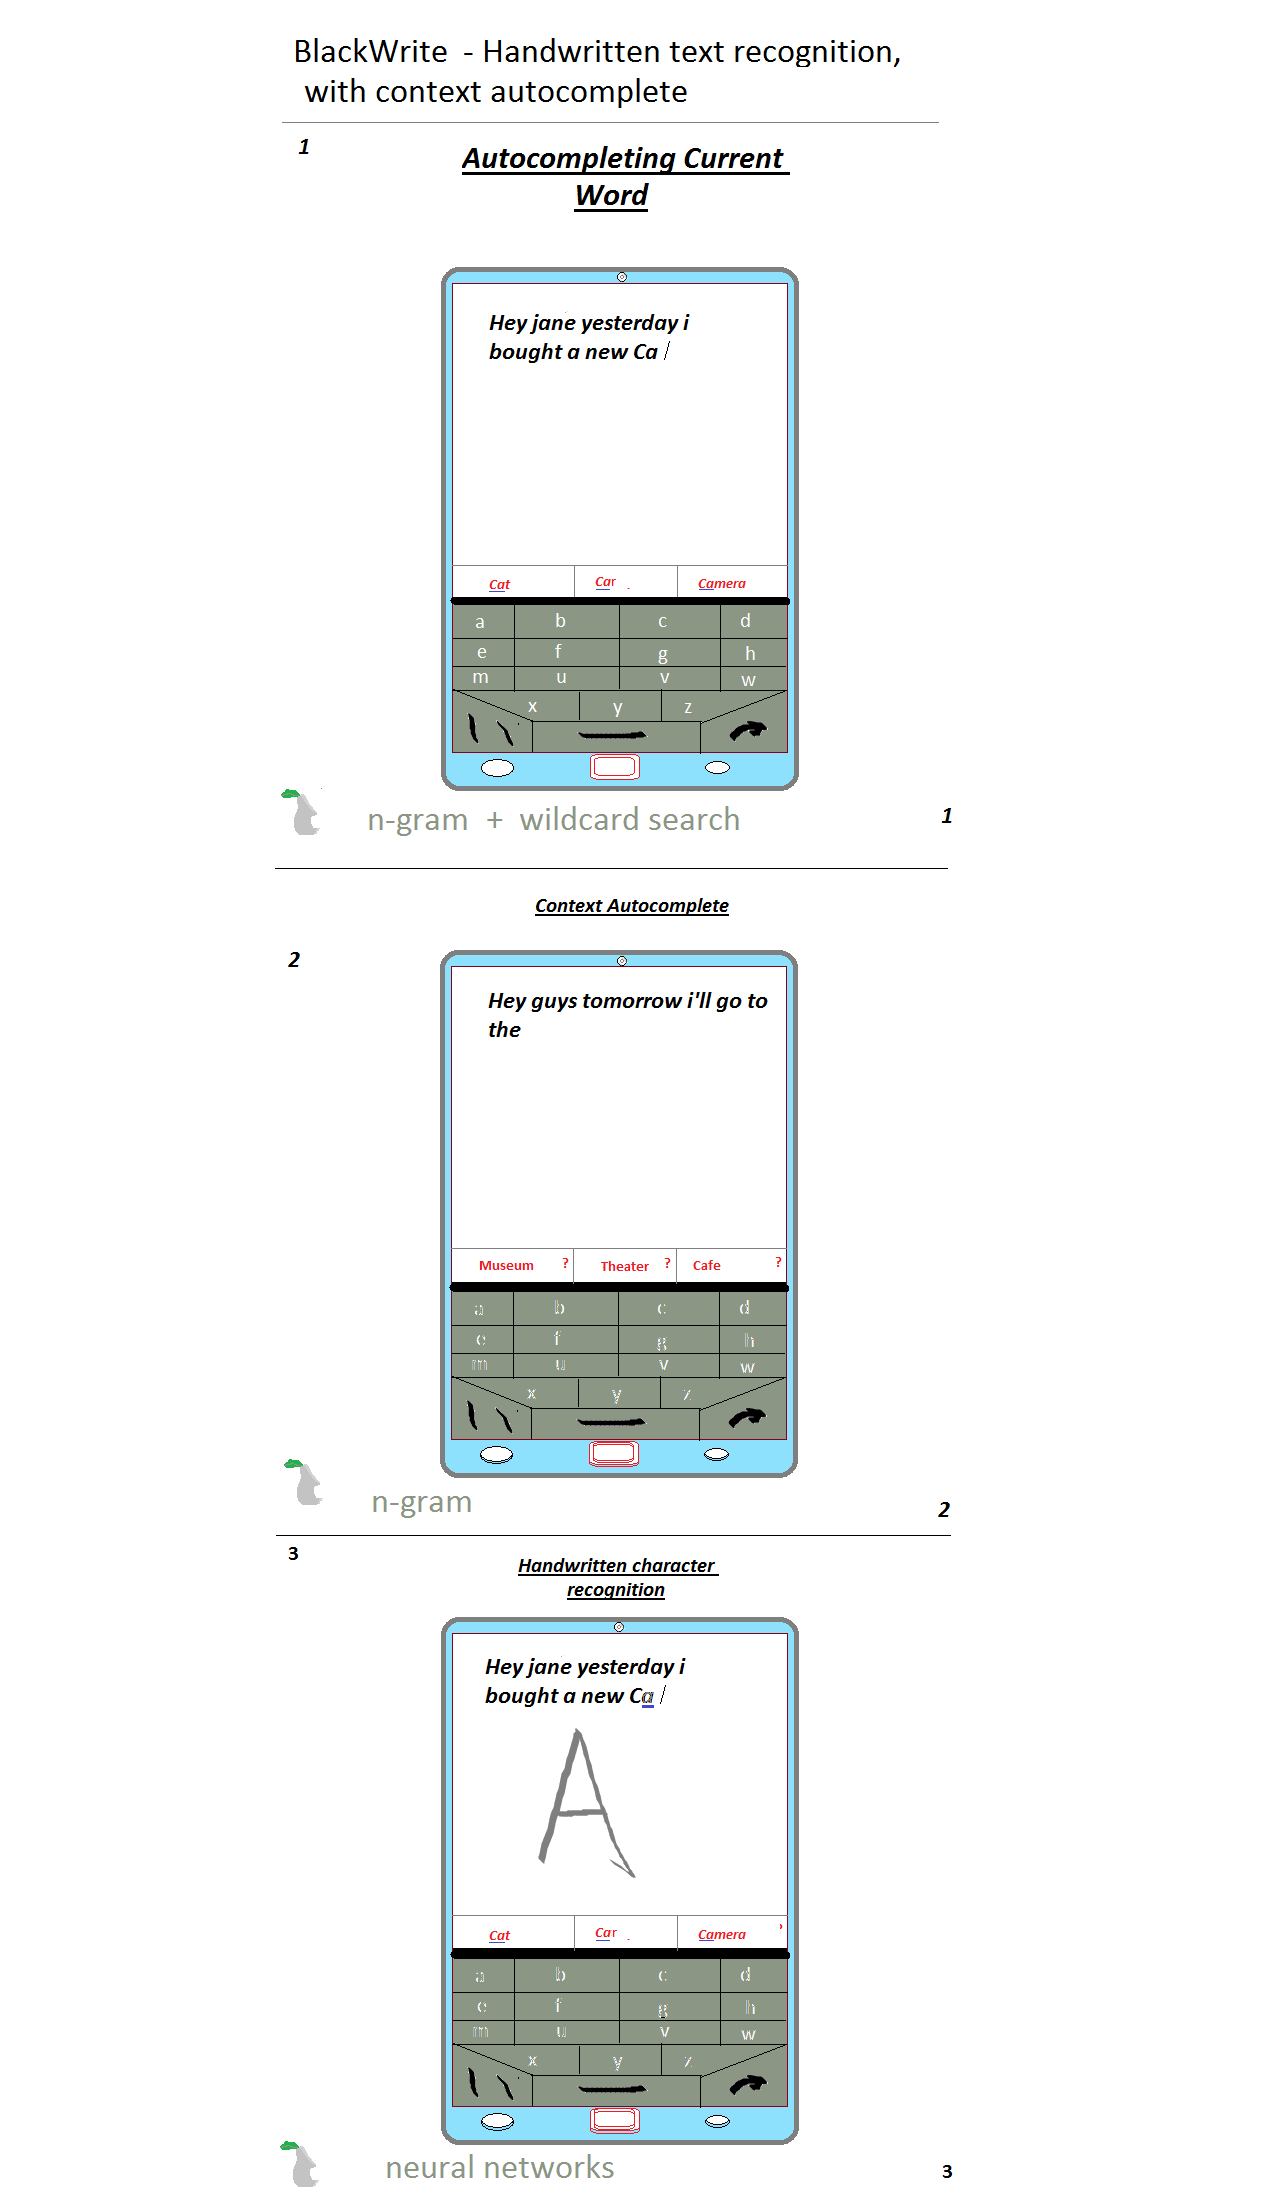 BlackWrite - Handwritten text recognition,
with context autocomplete
1
Autocompleting Current
Word
Hey jane yesterday i
bought a new Ca /
Cat Car . Camera
a b c d
e f g h
m u v w
x y z
n-gram + wildcard search
1
Context Autocomplete
2
Hey guys tomorrow i'll go to
the
Museum ? Theater ? Cafe ?
a b c d
e f g h
m u v w
x y z
n-gram
2
3
Handwritten character
recognition
Hey jane yesterday i
bought a new Ca /
A
Cat Car . Camera
a b c d
e f g h
m u v w
x y z
neural networks
3